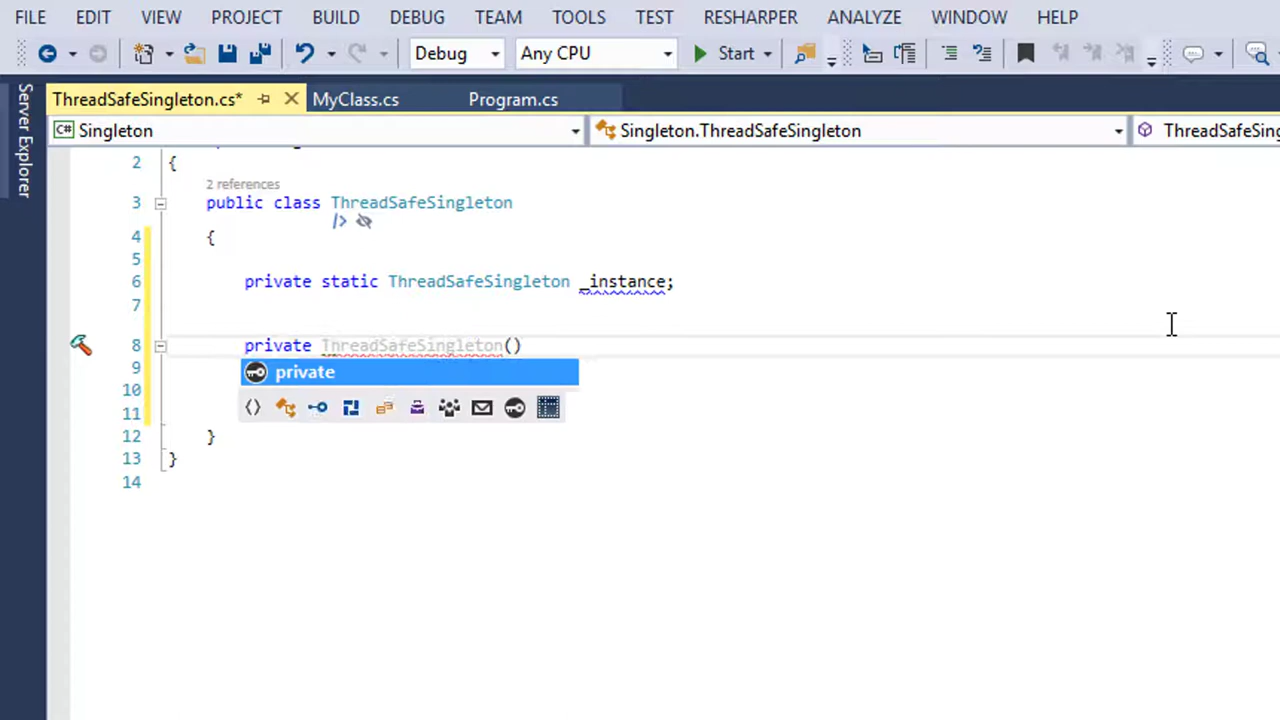 FILE EDIT VIEW PROJECT BUILD DEBUG TEAM TOOLS TEST RESHARPER ANALYZE WINDOW HELP
Debug Any CPU Start
Server Explorer
ThreadSafeSingleton.cs* MyClass.cs Program.cs
C# Singleton Singleton.ThreadSafeSingleton ThreadSafeSing
2 {
2 references
3 public class ThreadSafeSingleton
4 {
5
6 private static ThreadSafeSingleton _instance;
7
8 private ThreadSafeSingleton()
9 private
10
11
12 }
13 }
14